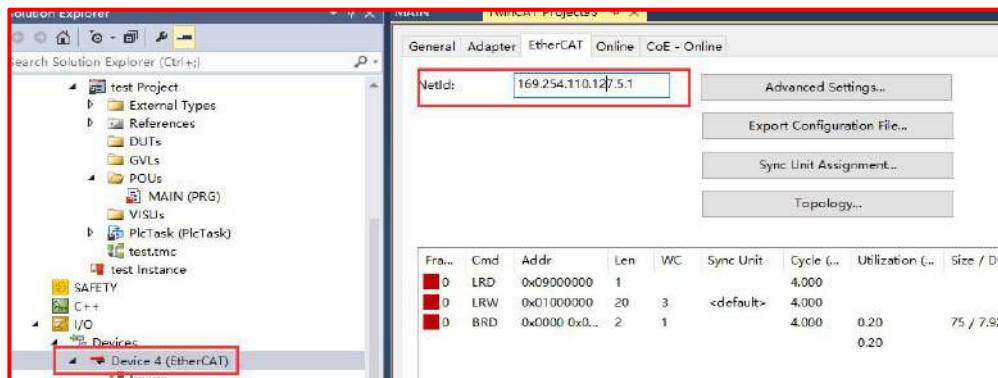 Solution Explorer
Search Solution Explorer (Ctrl+;)
test Project
External Types
References
DUTs
GVLs
POUs
MAIN (PRG)
VISUs
PlcTask (PlcTask)
test.tmc
test Instance
SAFETY
C++
I/O
Devices
Device 4 (EtherCAT)
MAIN
TwinCAT Project93
General Adapter EtherCAT Online CoE - Online
NetId: 169.254.110.127.5.1
Advanced Settings...
Export Configuration File...
Sync Unit Assignment...
Topology...
Fra... Cmd Addr Len WC Sync Unit Cycle (... Utilization (... Size / D
0 LRD 0x09000000 1 4.000
0 LRW 0x01000000 20 3 <default> 4.000
0 BRD 0x0000 0x0... 2 1 4.000 0.20 75 / 7.92
0.20